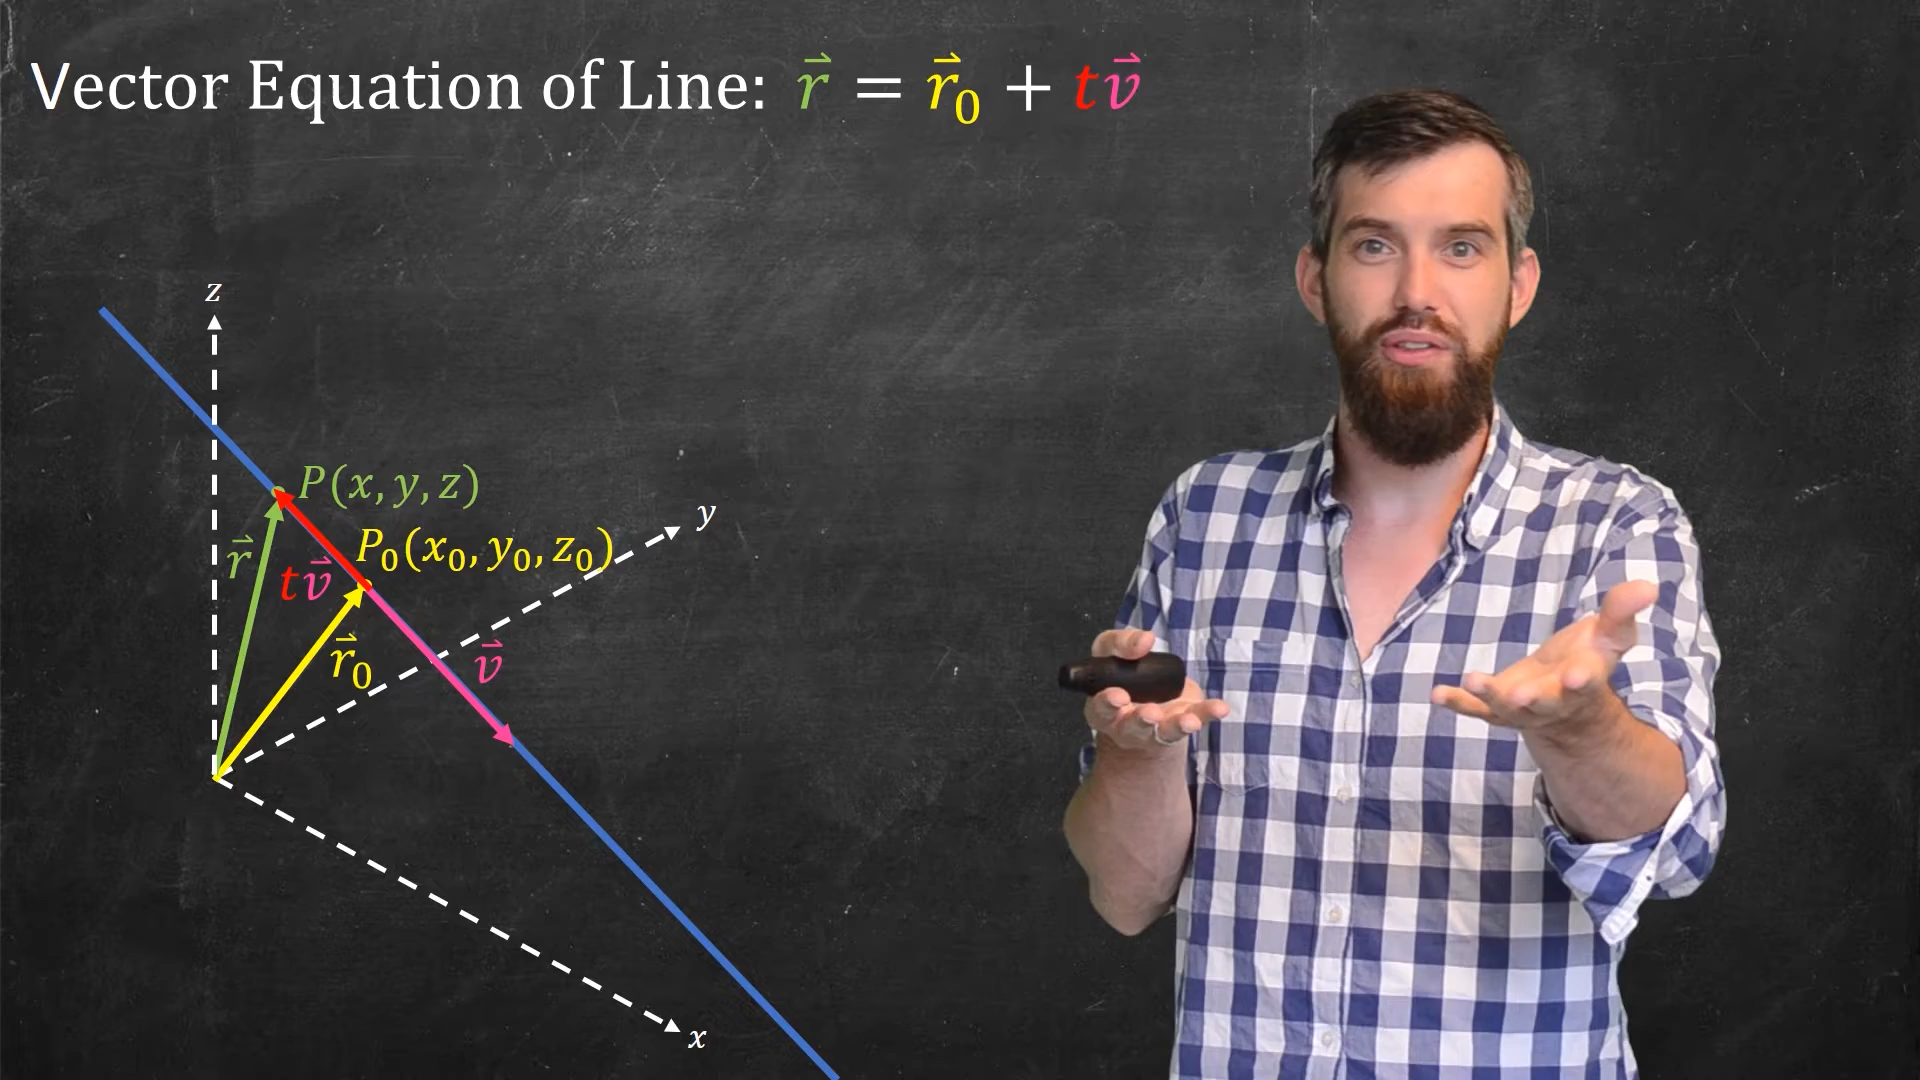 Vector Equation of Line: r⃗ = r⃗₀ + tv⃗
z
P(x, y, z)
y
P₀(x₀, y₀, z₀)
r⃗
tv⃗
r⃗₀
v⃗
x